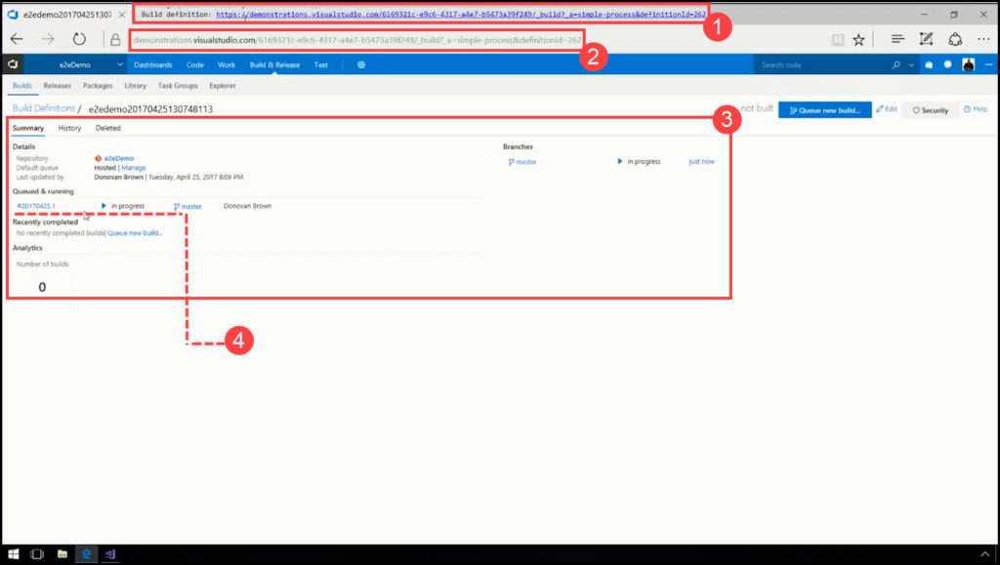 e2edemo20170425130
Build definition: https://demonstrations.visualstudio.com/6169321c-e9c6-4317-a4e7-b5473a39f249/_build?_a=simple-process&definitionId=262
1
demonstrations.visualstudio.com/6169321c-e9c6-4317-a4e7-b5473a39f249/_build?_a=simple-process&definitionId=262
2
e2eDemo Dashboards Code Work Build & Release Test Search code
Builds Releases Packages Library Task Groups Explorer
Build Definitions / e2edemo20170425130748113 not built Queue new build... Edit Security Help
3
Summary History Deleted
Details Branches
Repository e2eDemo master in progress just now
Default queue Hosted | Manage
Last updated by Donovan Brown | Tuesday, April 25, 2017 8:09 PM
Queued & running
#20170425.1 in progress master Donovan Brown
Recently completed
No recently completed builds| Queue new build...
Analytics
Number of builds
0
4